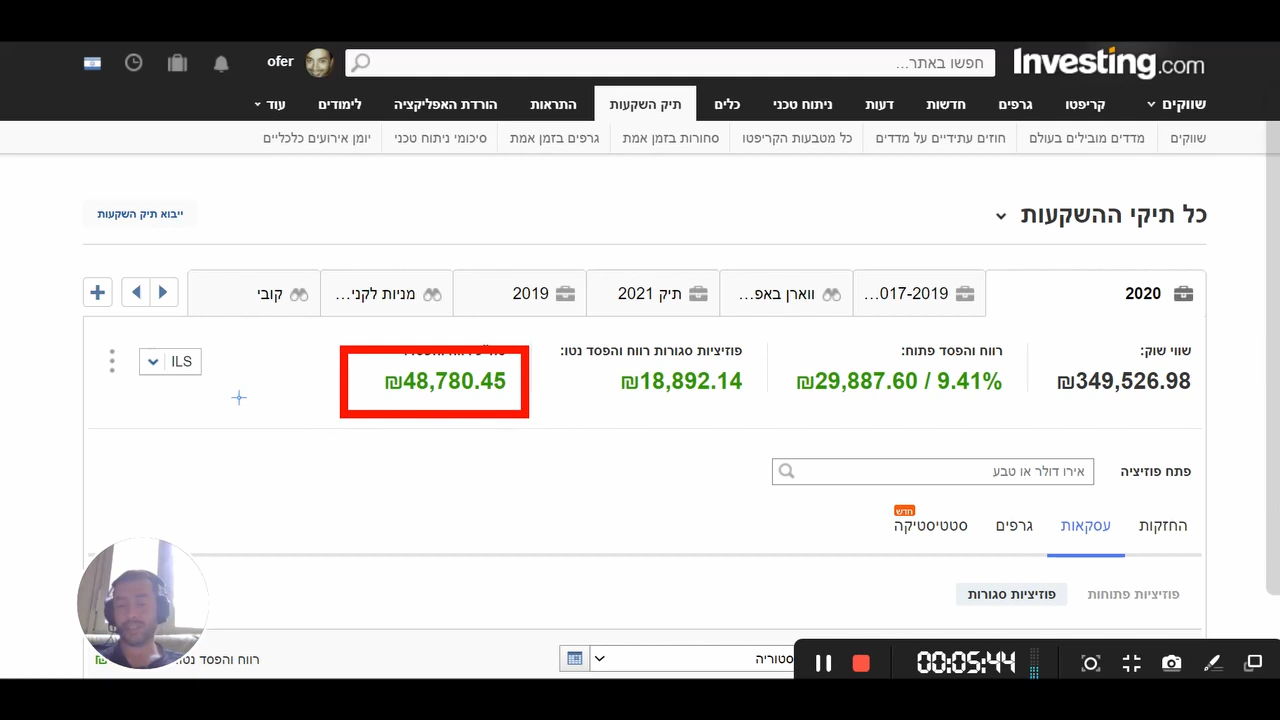 Investing.com
חפשו באתר...
ofer
שווקים
קריפטו
גרפים
חדשות
דעות
ניתוח טכני
כלים
תיק השקעות
התראות
הורדת האפליקציה
לימודים
עוד
שווקים
מדדים מובילים בעולם
חוזים עתידיים על מדדים
כל מטבעות הקריפטו
סחורות בזמן אמת
גרפים בזמן אמת
סיכומי ניתוח טכני
יומן אירועים כלכליים
כל תיקי ההשקעות
ייבוא תיק השקעות
2020
...017-2019
ווארן באפ...
תיק 2021
2019
מניות לקני...
קובי
שווי שוק:
₪349,526.98
רווח והפסד פתוח:
₪29,887.60 / 9.41%
פוזיציות סגורות רווח והפסד נטו:
₪18,892.14
₪48,780.45
ILS
פתח פוזיציה
אירו דולר או טבע
החזקות
עסקאות
גרפים
סטטיסטיקה
חדש
פוזיציות פתוחות
פוזיציות סגורות
רווח והפסד נטו
00:05:44